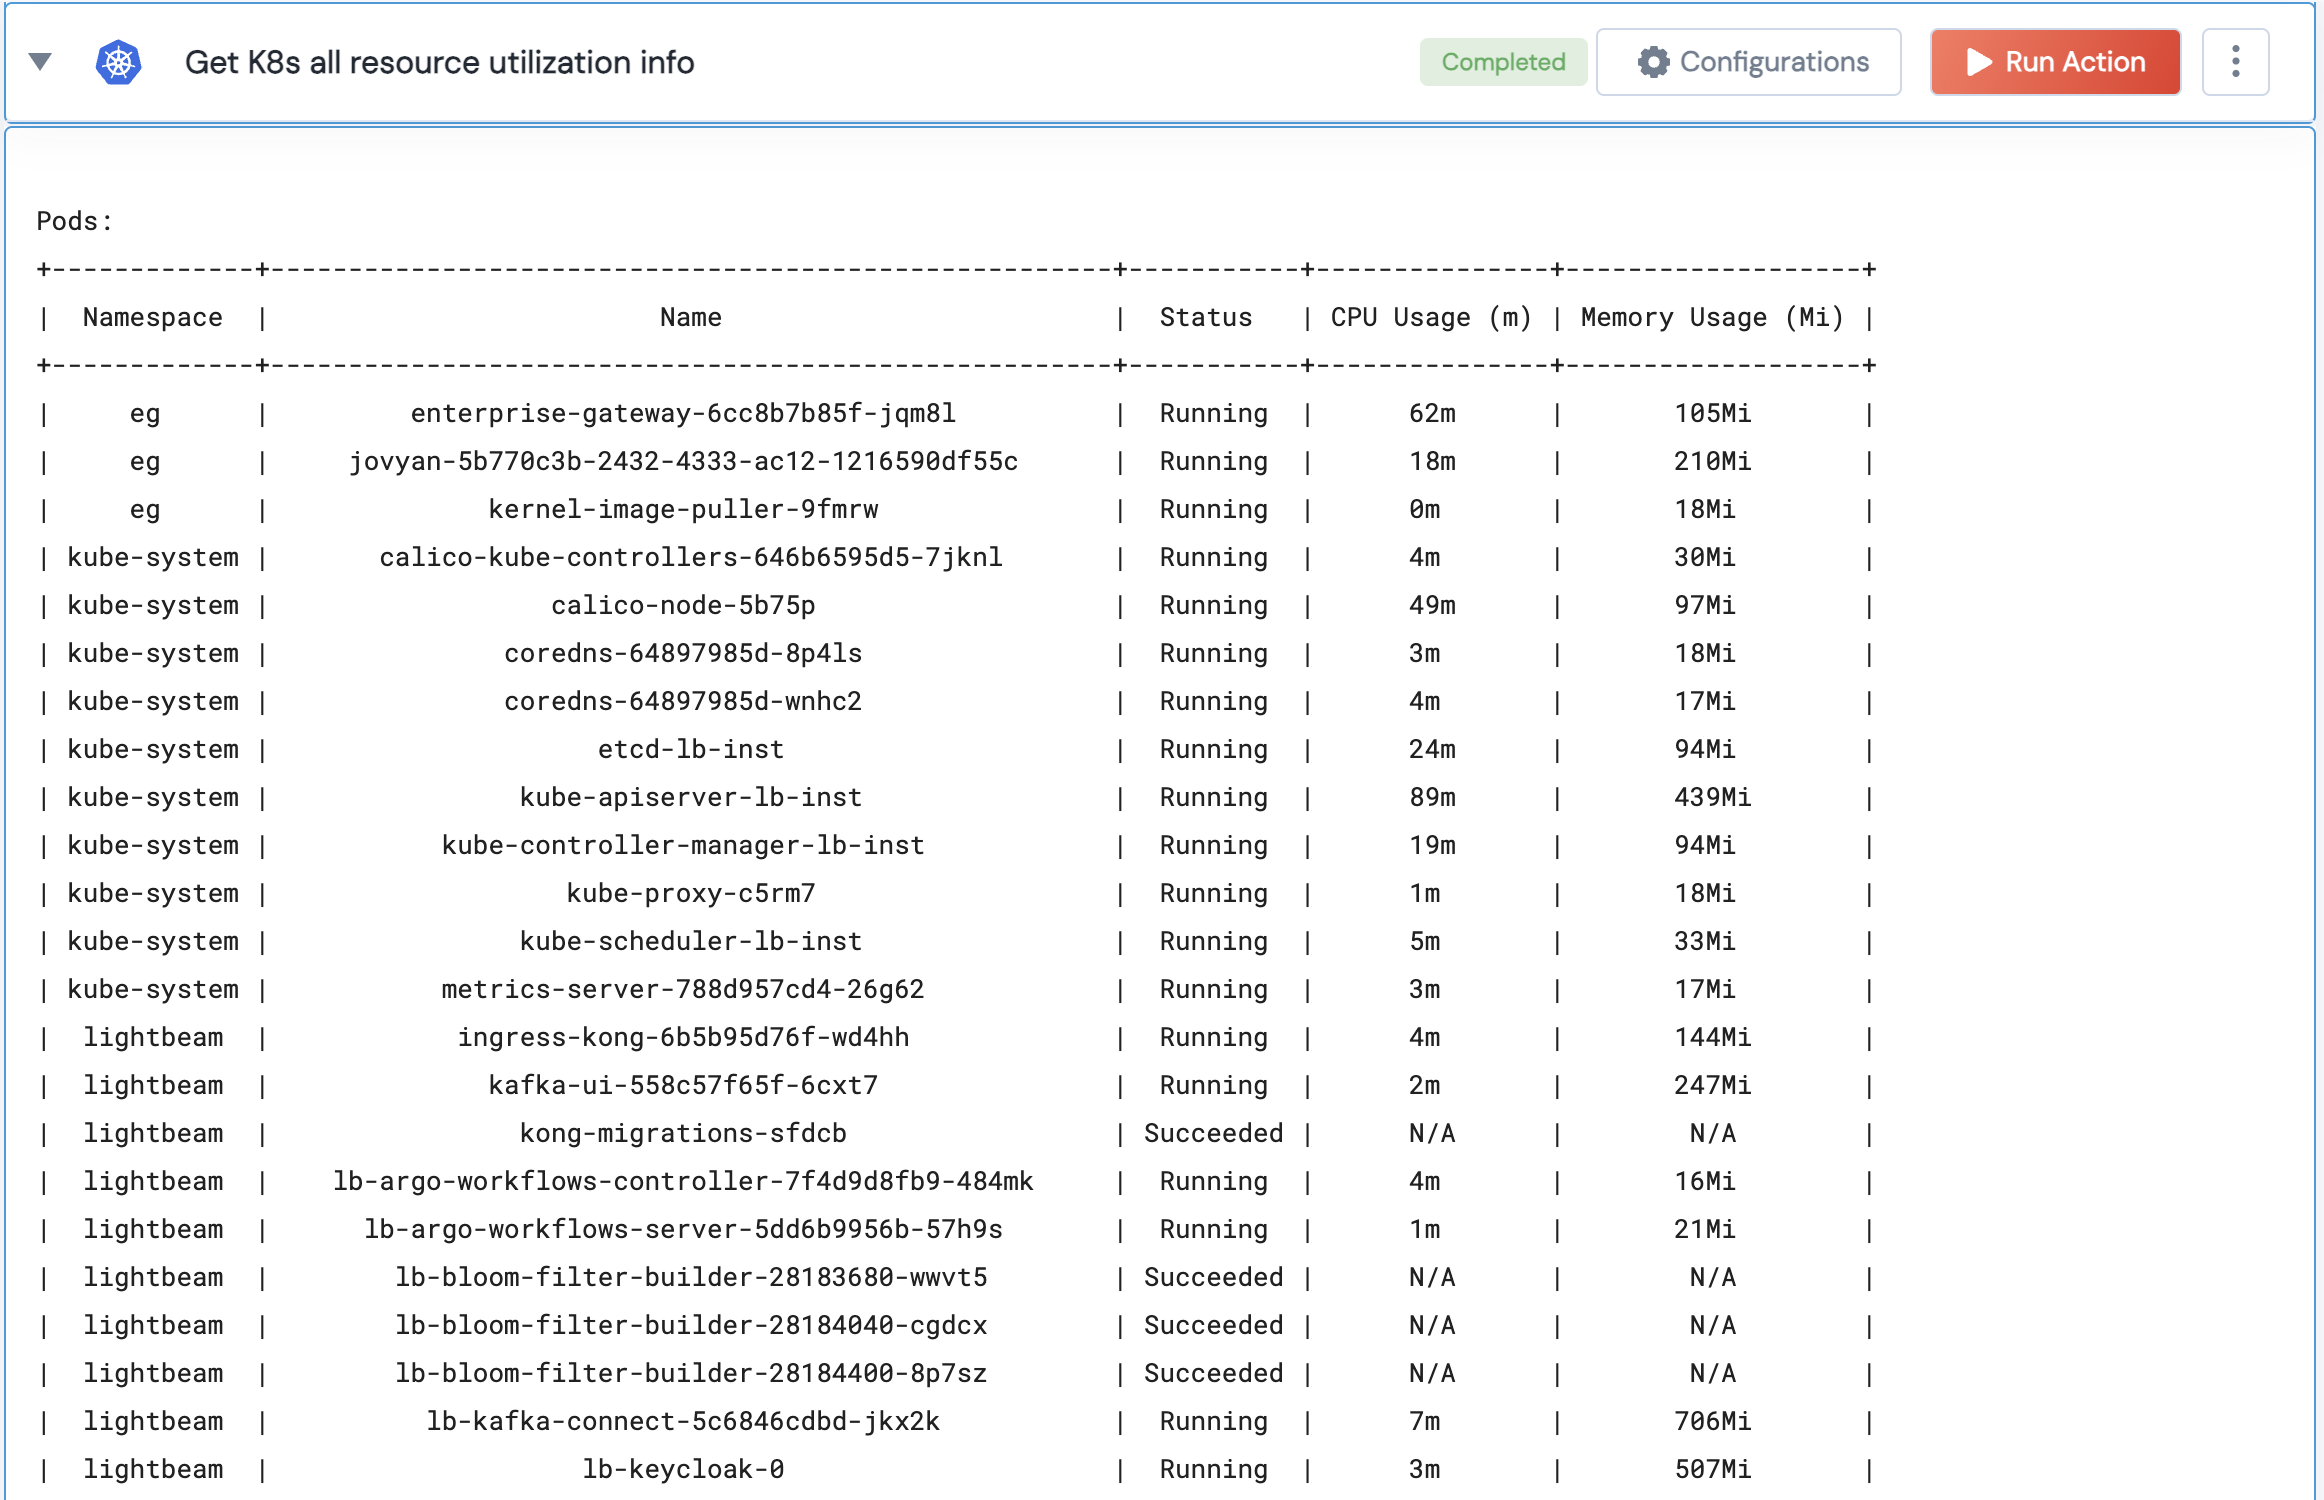 Get K8s all resource utilization info Completed Configurations Run Action
Pods:
+-------------+------------------------------------------------------+-----------+---------------+-------------------+
| Namespace | Name | Status | CPU Usage (m) | Memory Usage (Mi) |
+-------------+------------------------------------------------------+-----------+---------------+-------------------+
| eg | enterprise-gateway-6cc8b7b85f-jqm8l | Running | 62m | 105Mi |
| eg | jovyan-5b770c3b-2432-4333-ac12-1216590df55c | Running | 18m | 210Mi |
| eg | kernel-image-puller-9fmrw | Running | 0m | 18Mi |
| kube-system | calico-kube-controllers-646b6595d5-7jknl | Running | 4m | 30Mi |
| kube-system | calico-node-5b75p | Running | 49m | 97Mi |
| kube-system | coredns-64897985d-8p4ls | Running | 3m | 18Mi |
| kube-system | coredns-64897985d-wnhc2 | Running | 4m | 17Mi |
| kube-system | etcd-lb-inst | Running | 24m | 94Mi |
| kube-system | kube-apiserver-lb-inst | Running | 89m | 439Mi |
| kube-system | kube-controller-manager-lb-inst | Running | 19m | 94Mi |
| kube-system | kube-proxy-c5rm7 | Running | 1m | 18Mi |
| kube-system | kube-scheduler-lb-inst | Running | 5m | 33Mi |
| kube-system | metrics-server-788d957cd4-26g62 | Running | 3m | 17Mi |
| lightbeam | ingress-kong-6b5b95d76f-wd4hh | Running | 4m | 144Mi |
| lightbeam | kafka-ui-558c57f65f-6cxt7 | Running | 2m | 247Mi |
| lightbeam | kong-migrations-sfdcb | Succeeded | N/A | N/A |
| lightbeam | lb-argo-workflows-controller-7f4d9d8fb9-484mk | Running | 4m | 16Mi |
| lightbeam | lb-argo-workflows-server-5dd6b9956b-57h9s | Running | 1m | 21Mi |
| lightbeam | lb-bloom-filter-builder-28183680-wwvt5 | Succeeded | N/A | N/A |
| lightbeam | lb-bloom-filter-builder-28184040-cgdcx | Succeeded | N/A | N/A |
| lightbeam | lb-bloom-filter-builder-28184400-8p7sz | Succeeded | N/A | N/A |
| lightbeam | lb-kafka-connect-5c6846cdbd-jkx2k | Running | 7m | 706Mi |
| lightbeam | lb-keycloak-0 | Running | 3m | 507Mi |